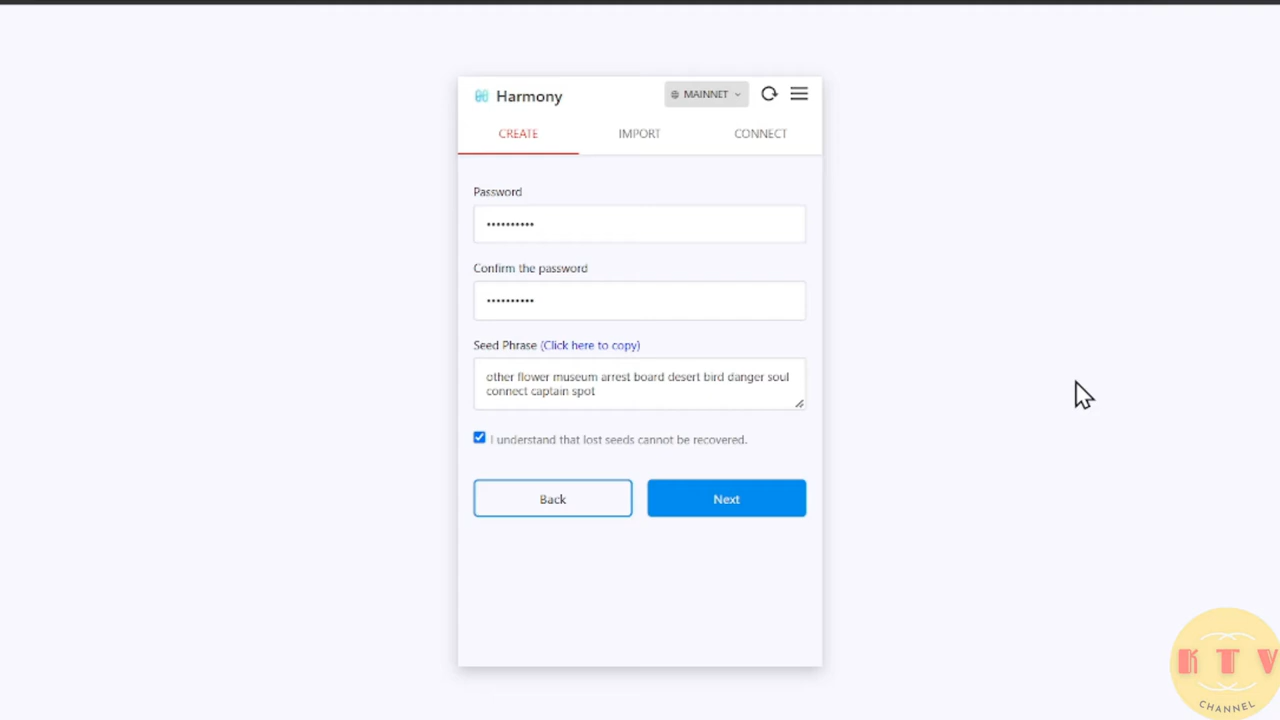 Harmony
MAINNET
CREATE
IMPORT
CONNECT
Password
••••••••••
Confirm the password
••••••••••
Seed Phrase (Click here to copy)
other flower museum arrest board desert bird danger soul
connect captain spot
I understand that lost seeds cannot be recovered.
Back
Next
KTV
CHANNEL